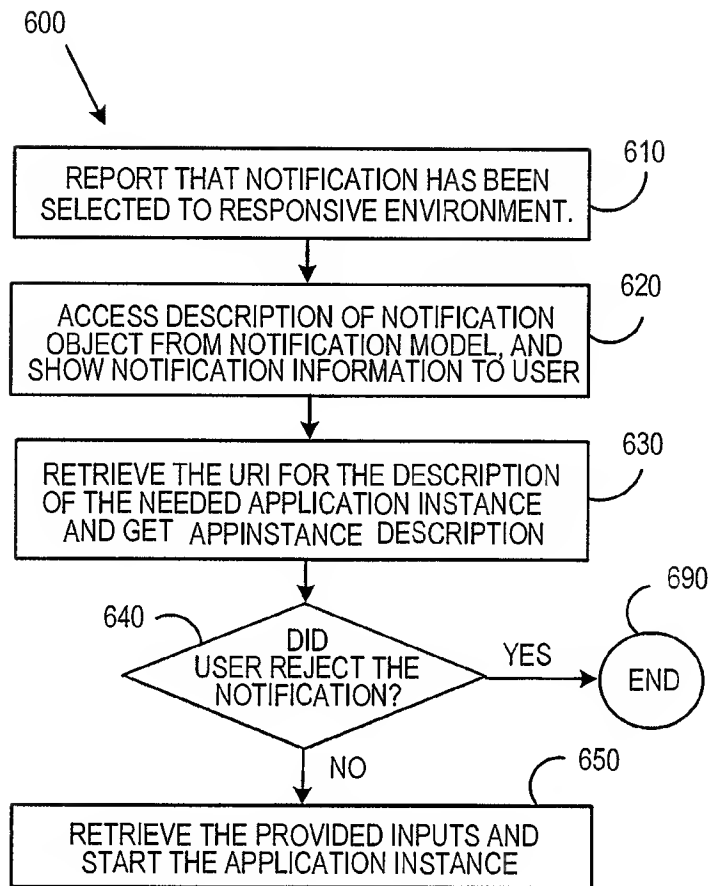 600
610
REPORT THAT NOTIFICATION HAS BEEN
SELECTED TO RESPONSIVE ENVIRONMENT.
620
ACCESS DESCRIPTION OF NOTIFICATION
OBJECT FROM NOTIFICATION MODEL, AND
SHOW NOTIFICATION INFORMATION TO USER
630
RETRIEVE THE URI FOR THE DESCRIPTION
OF THE NEEDED APPLICATION INSTANCE
AND GET APPINSTANCE DESCRIPTION
640
DID
USER REJECT THE
NOTIFICATION?
YES
690
END
NO
650
RETRIEVE THE PROVIDED INPUTS AND
START THE APPLICATION INSTANCE